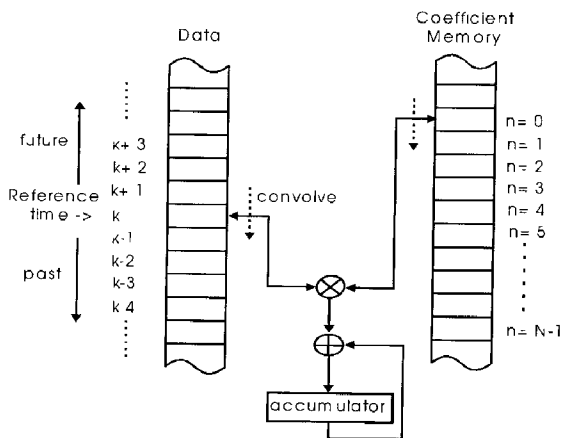 Data
Coefficient
Memory
future
Reference
time ->
past
k+ 3
k+ 2
k+ 1
k
k-1
k-2
k-3
k-4
convolve
n= 0
n= 1
n= 2
n= 3
n= 4
n= 5
n= N-1
accumulator